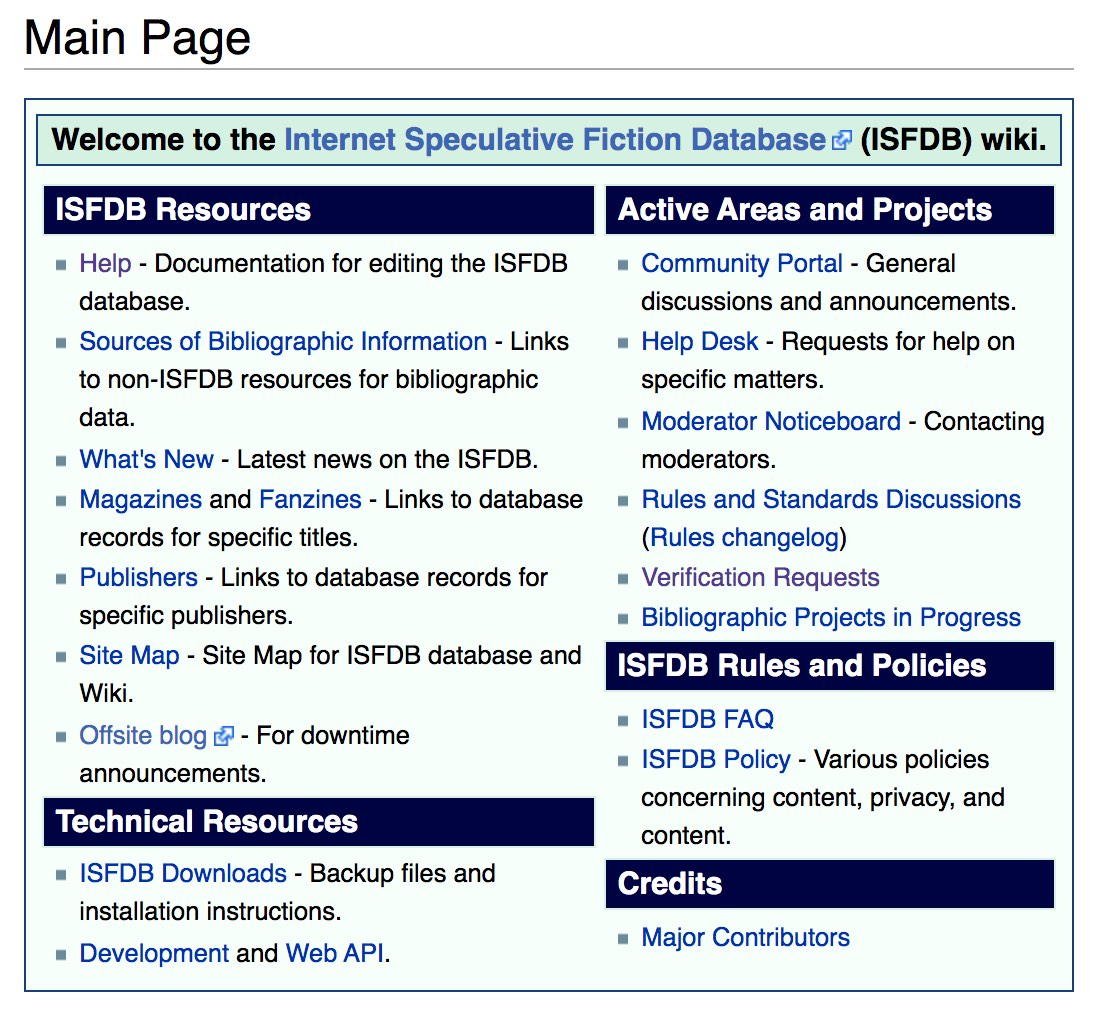 Main Page
Welcome to the Internet Speculative Fiction Database (ISFDB) wiki.
ISFDB Resources
Help - Documentation for editing the ISFDB
database.
Sources of Bibliographic Information - Links
to non-ISFDB resources for bibliographic
data.
What's New - Latest news on the ISFDB.
Magazines and Fanzines - Links to database
records for specific titles.
Publishers - Links to database records for
specific publishers.
Site Map - Site Map for ISFDB database and
Wiki.
Offsite blog - For downtime
announcements.
Technical Resources
ISFDB Downloads - Backup files and
installation instructions.
Development and Web API.
Active Areas and Projects
Community Portal - General
discussions and announcements.
Help Desk - Requests for help on
specific matters.
Moderator Noticeboard - Contacting
moderators.
Rules and Standards Discussions
(Rules changelog)
Verification Requests
Bibliographic Projects in Progress
ISFDB Rules and Policies
ISFDB FAQ
ISFDB Policy - Various policies
concerning content, privacy, and
content.
Credits
Major Contributors